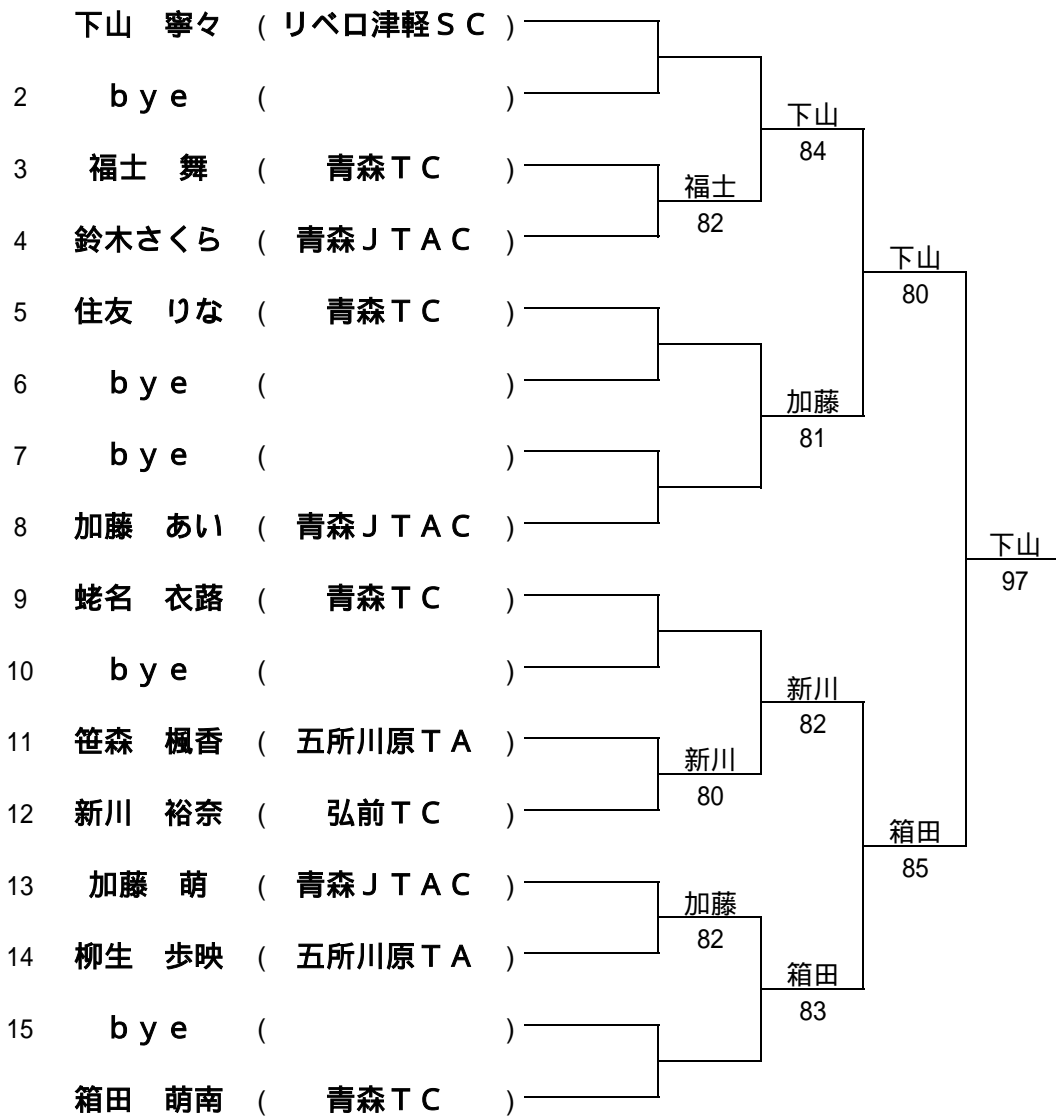 下山　寧々 ( リベロ津軽ＳＣ )
2 ｂｙｅ ( )
下山
3 福士　舞 ( 青森ＴＣ )
84
福士
82
4 鈴木さくら ( 青森ＪＴＡＣ )
下山
80
5 住友　りな ( 青森ＴＣ )
6 ｂｙｅ ( )
加藤
81
7 ｂｙｅ ( )
8 加藤　あい ( 青森ＪＴＡＣ )
下山
97
9 蛯名　衣蕗 ( 青森ＴＣ )
10 ｂｙｅ ( )
新川
82
11 笹森　楓香 ( 五所川原ＴＡ )
新川
80
12 新川　裕奈 ( 弘前ＴＣ )
箱田
85
13 加藤　萌 ( 青森ＪＴＡＣ )
加藤
82
14 柳生　歩映 ( 五所川原ＴＡ )
箱田
83
15 ｂｙｅ ( )
箱田　萌南 ( 青森ＴＣ )